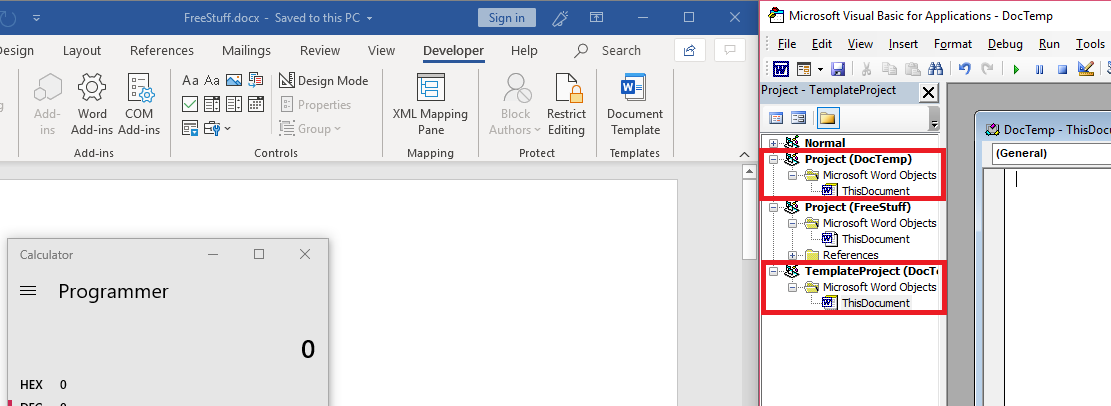 FreeStuff.docx - Saved to this PC
Sign in
Design Layout References Mailings Review View Developer Help Search
Aa Aa
Design Mode
Properties
Group
Add-ins
Word Add-ins
COM Add-ins
XML Mapping Pane
Block Authors
Restrict Editing
Document Template
Add-ins Controls Mapping Protect Templates
Calculator
Programmer
0
HEX 0
Microsoft Visual Basic for Applications - DocTemp
File Edit View Insert Format Debug Run Tools
Project - TemplateProject
Normal
Project (DocTemp)
Microsoft Word Objects
ThisDocument
Project (FreeStuff)
Microsoft Word Objects
ThisDocument
References
TemplateProject (DocTe
Microsoft Word Objects
ThisDocument
DocTemp - ThisDocu
(General)